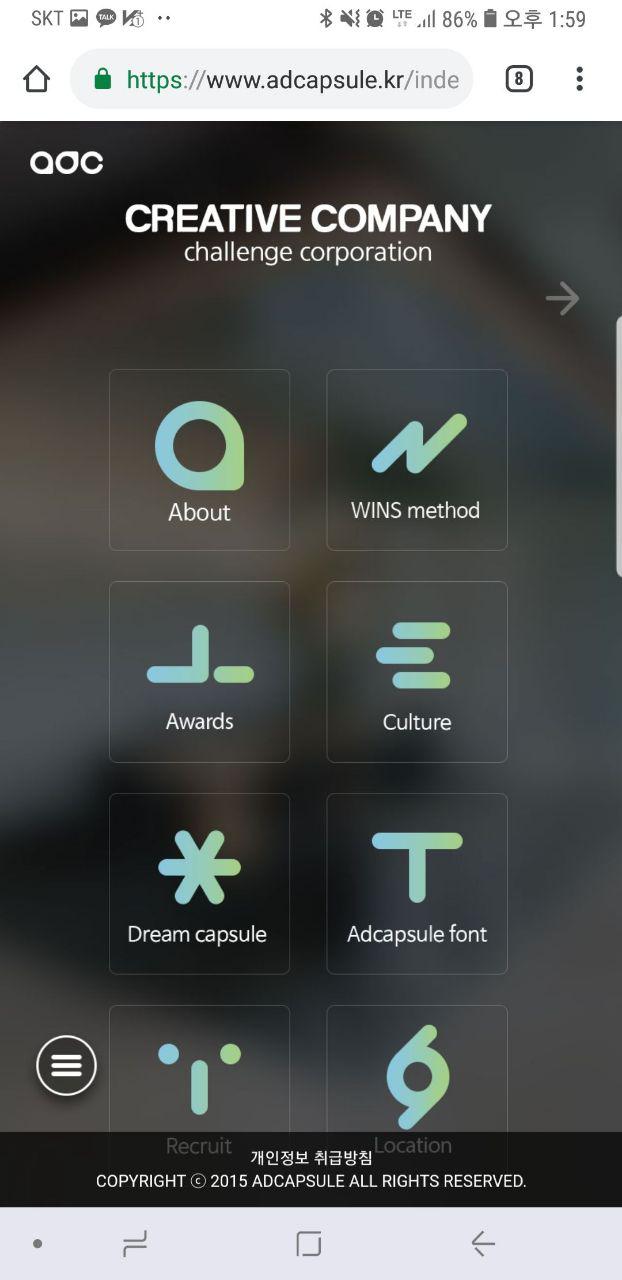 SKT TALK 86% 오후 1:59
LTE
https://www.adcapsule.kr/inde 8
adc
CREATIVE COMPANY
challenge corporation
About WINS method
Awards Culture
Dream capsule Adcapsule font
Recruit Location
개인정보 취급방침
COPYRIGHT ⓒ 2015 ADCAPSULE ALL RIGHTS RESERVED.